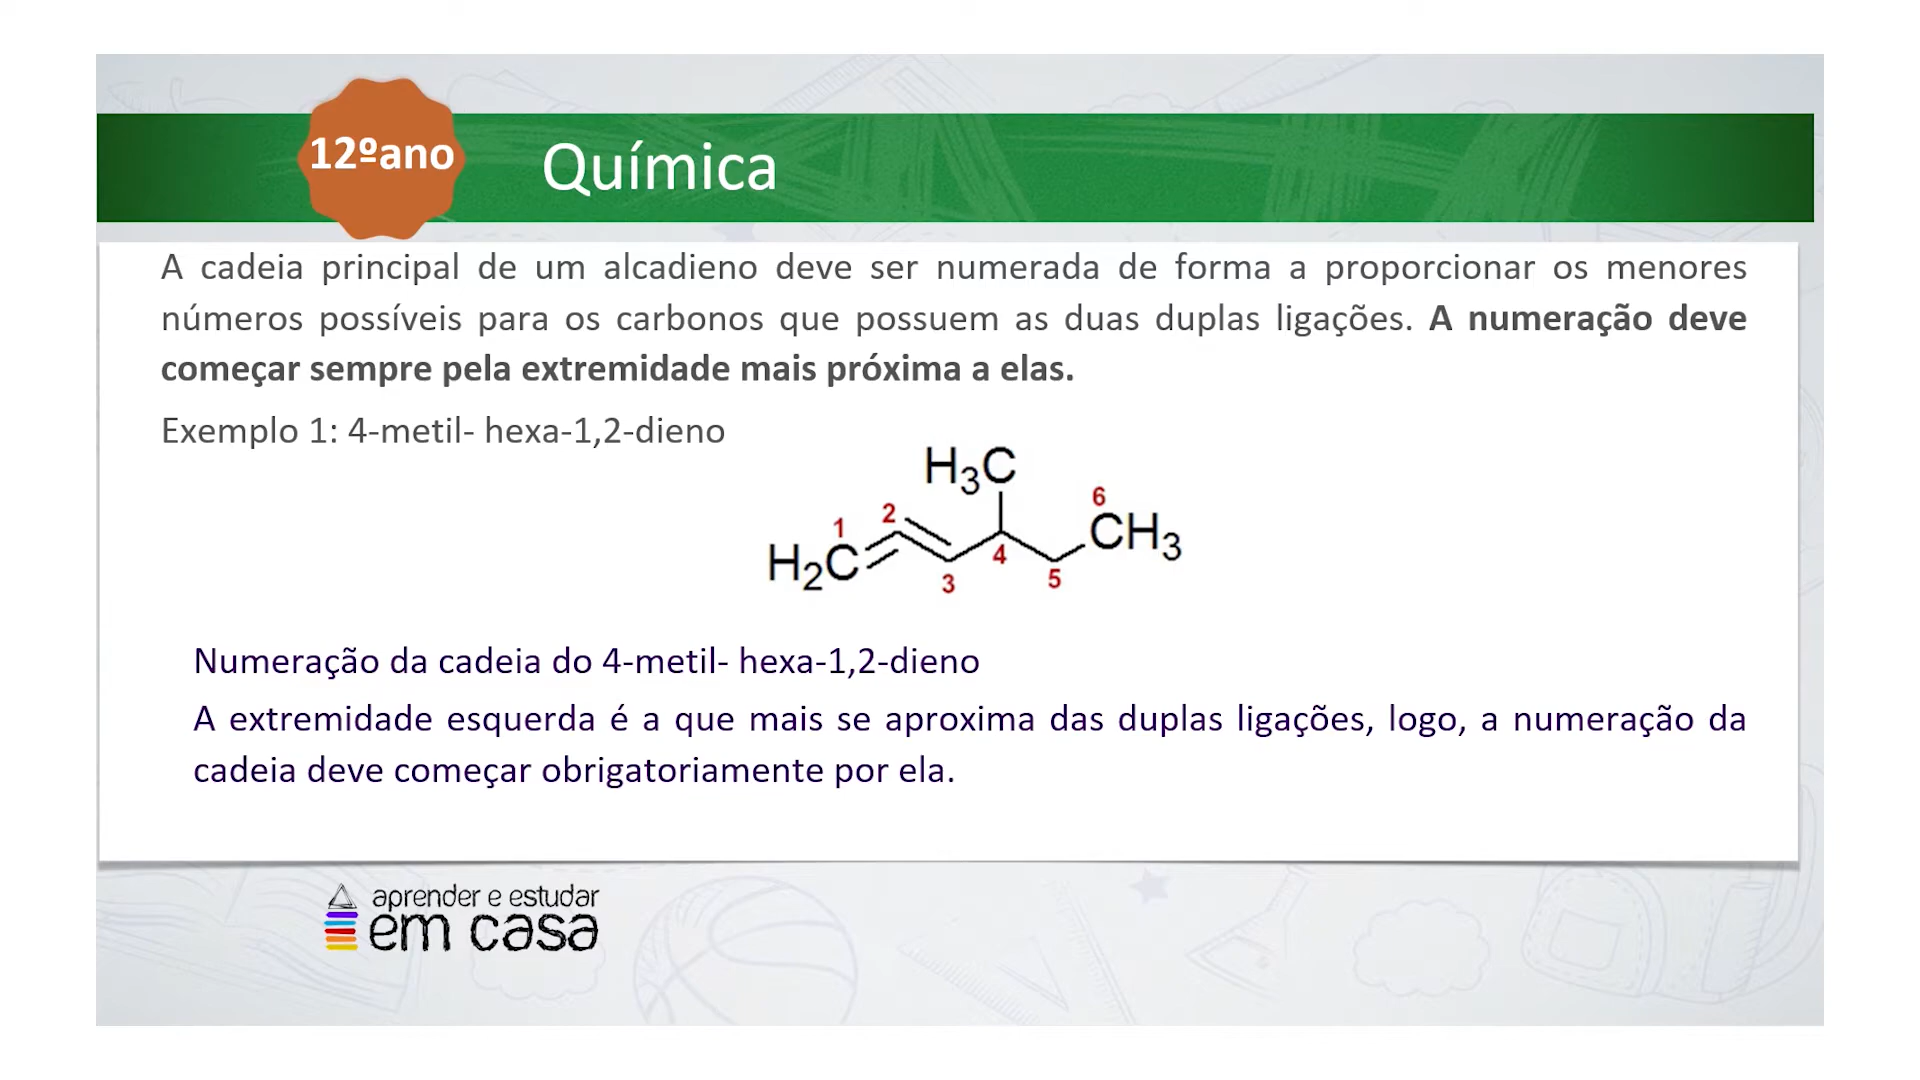 12ºano
Química
A cadeia principal de um alcadieno deve ser numerada de forma a proporcionar os menores
números possíveis para os carbonos que possuem as duas duplas ligações. A numeração deve
começar sempre pela extremidade mais próxima a elas.
Exemplo 1: 4-metil- hexa-1,2-dieno
H₃C
6
1 2 CH₃
H₂C 4
3 5
Numeração da cadeia do 4-metil- hexa-1,2-dieno
A extremidade esquerda é a que mais se aproxima das duplas ligações, logo, a numeração da
cadeia deve começar obrigatoriamente por ela.
aprender e estudar
em casa